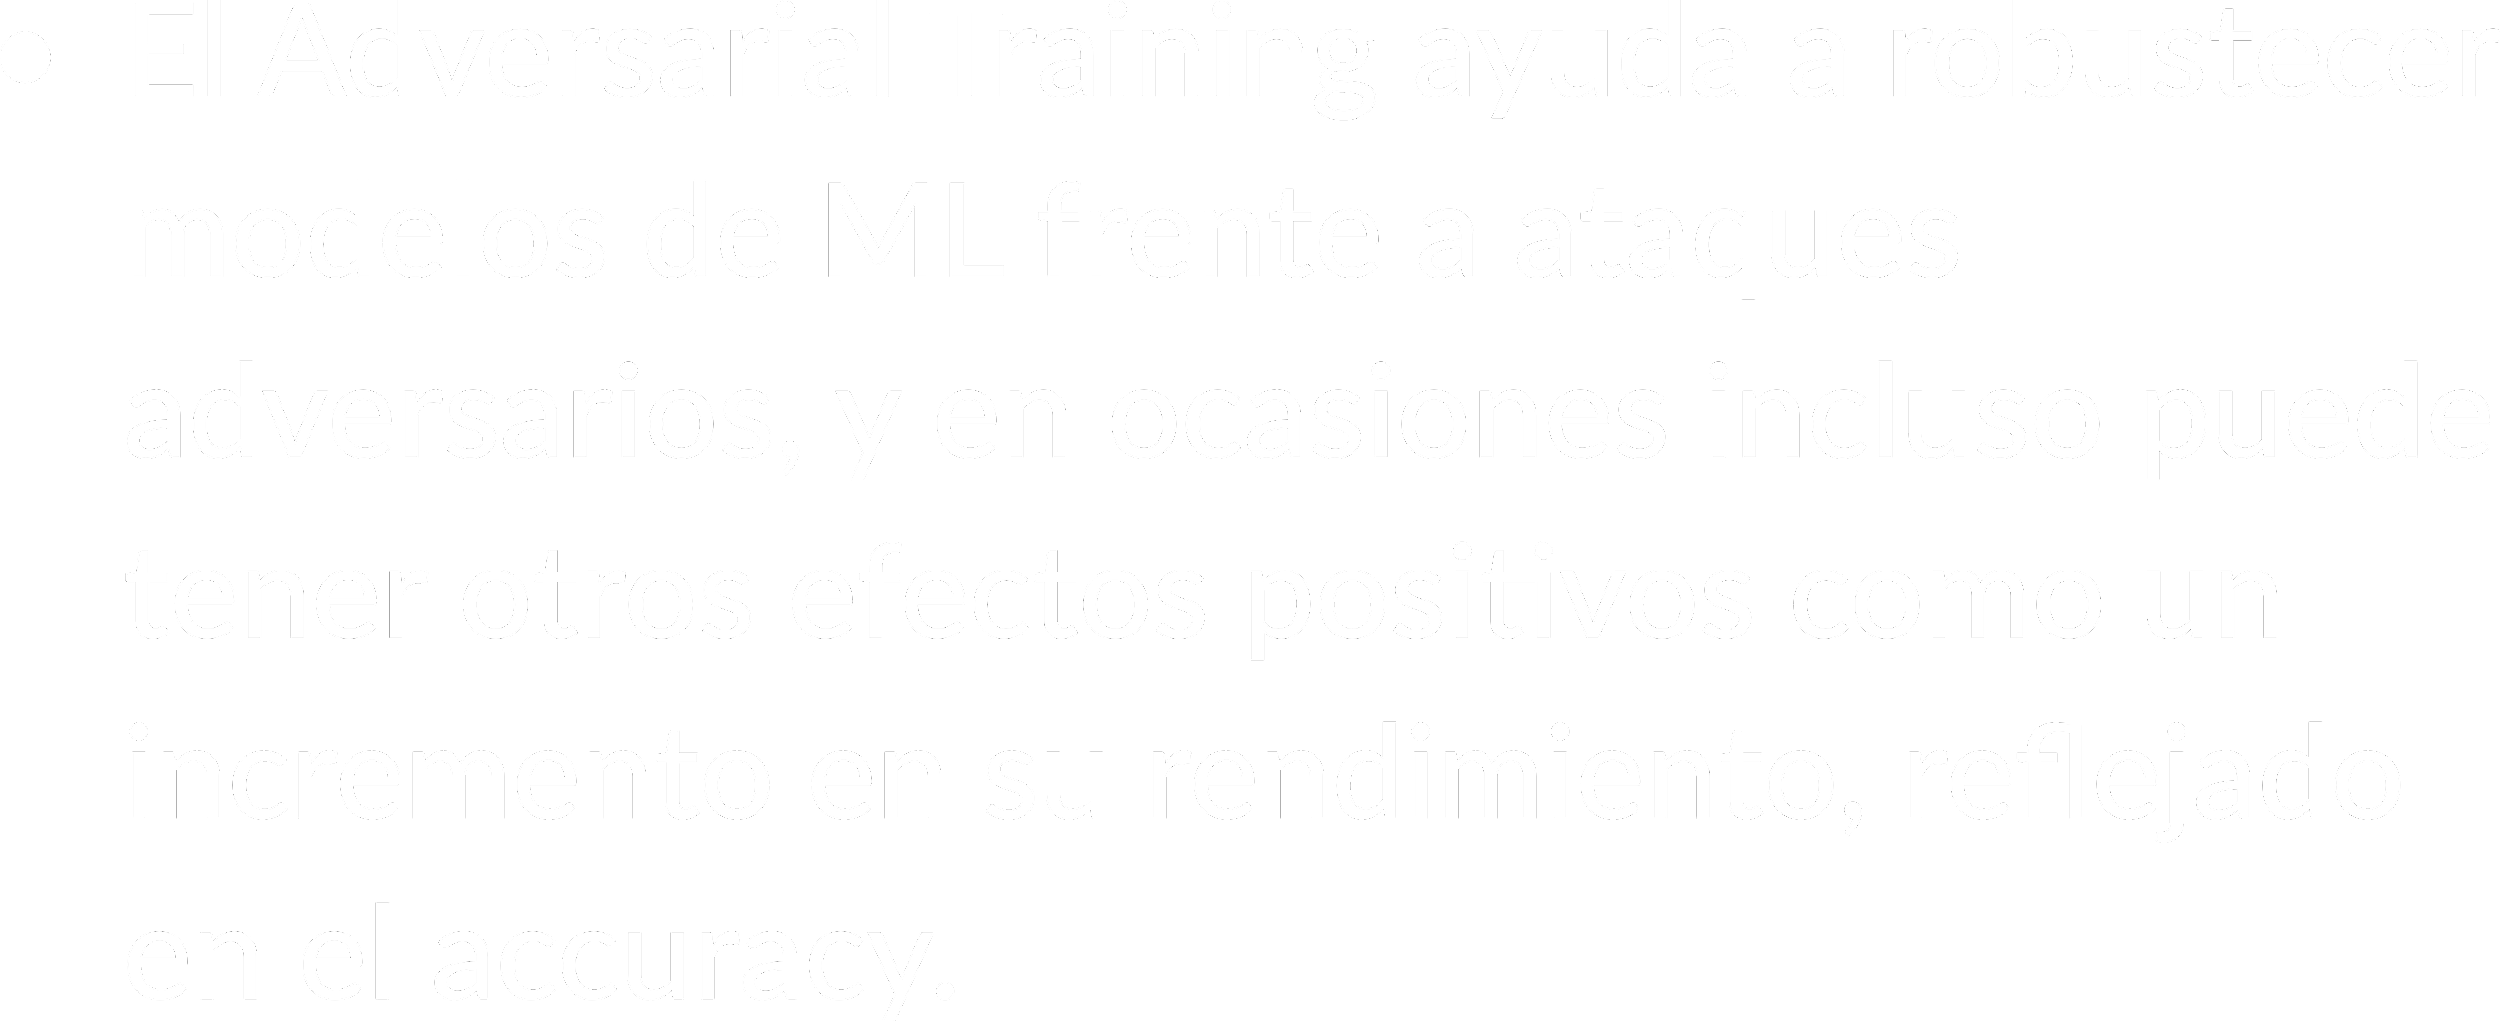 • El Adversarial Training ayuda a robustecer
modelos de ML frente a ataques
adversarios, y en ocasiones incluso puede
tener otros efectos positivos como un
incremento en su rendimiento, reflejado
en el accuracy.